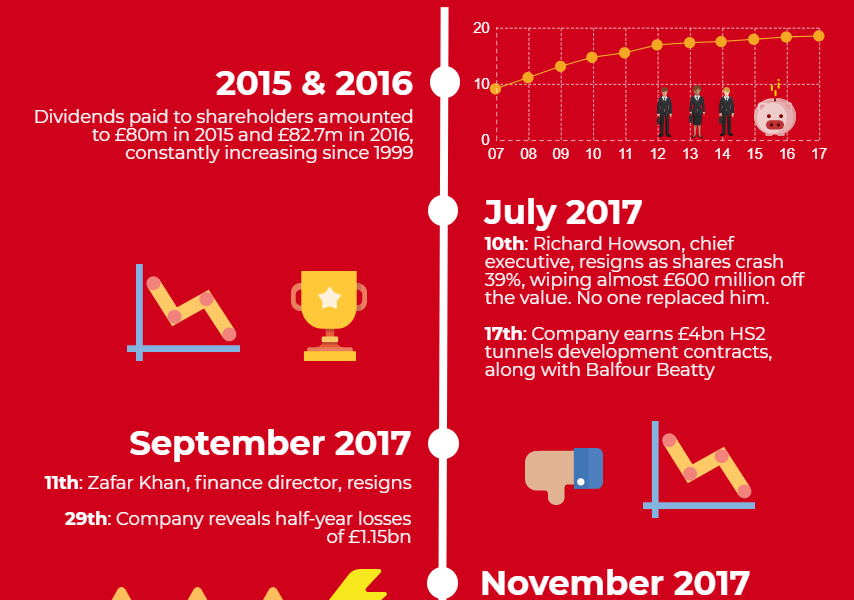 20
10
0
07 08 09 10 11 12 13 14 15 16 17
2015 & 2016
Dividends paid to shareholders amounted
to £80m in 2015 and £82.7m in 2016,
constantly increasing since 1999
July 2017
10th: Richard Howson, chief
executive, resigns as shares crash
39%, wiping almost £600 million off
the value. No one replaced him.
17th: Company earns £4bn HS2
tunnels development contracts,
along with Balfour Beatty
September 2017
11th: Zafar Khan, finance director, resigns
29th: Company reveals half-year losses
of £1.15bn
November 2017